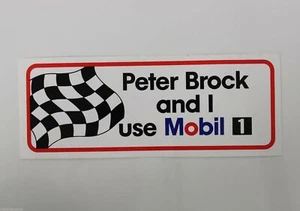 Peter Brock
and I
use Mobil 1